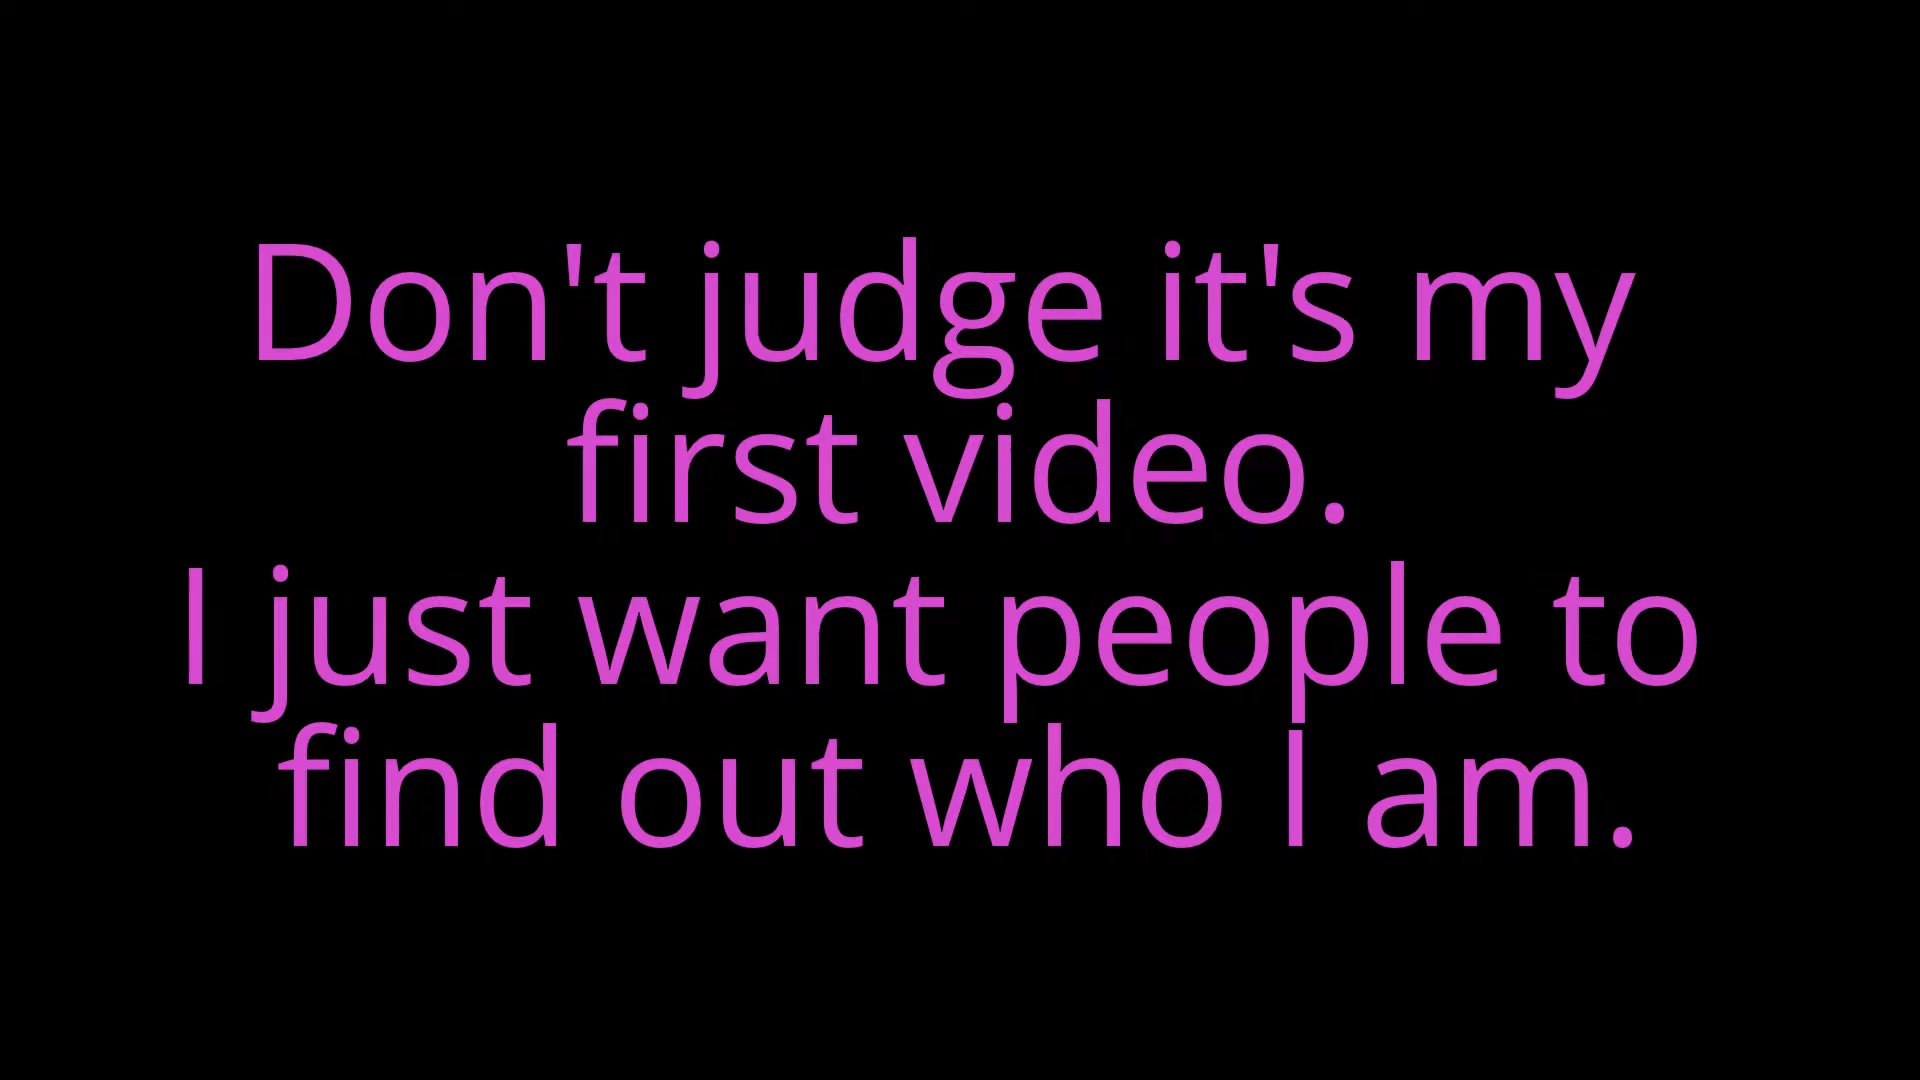 Don't judge it's my
first video.
I just want people to
find out who I am.